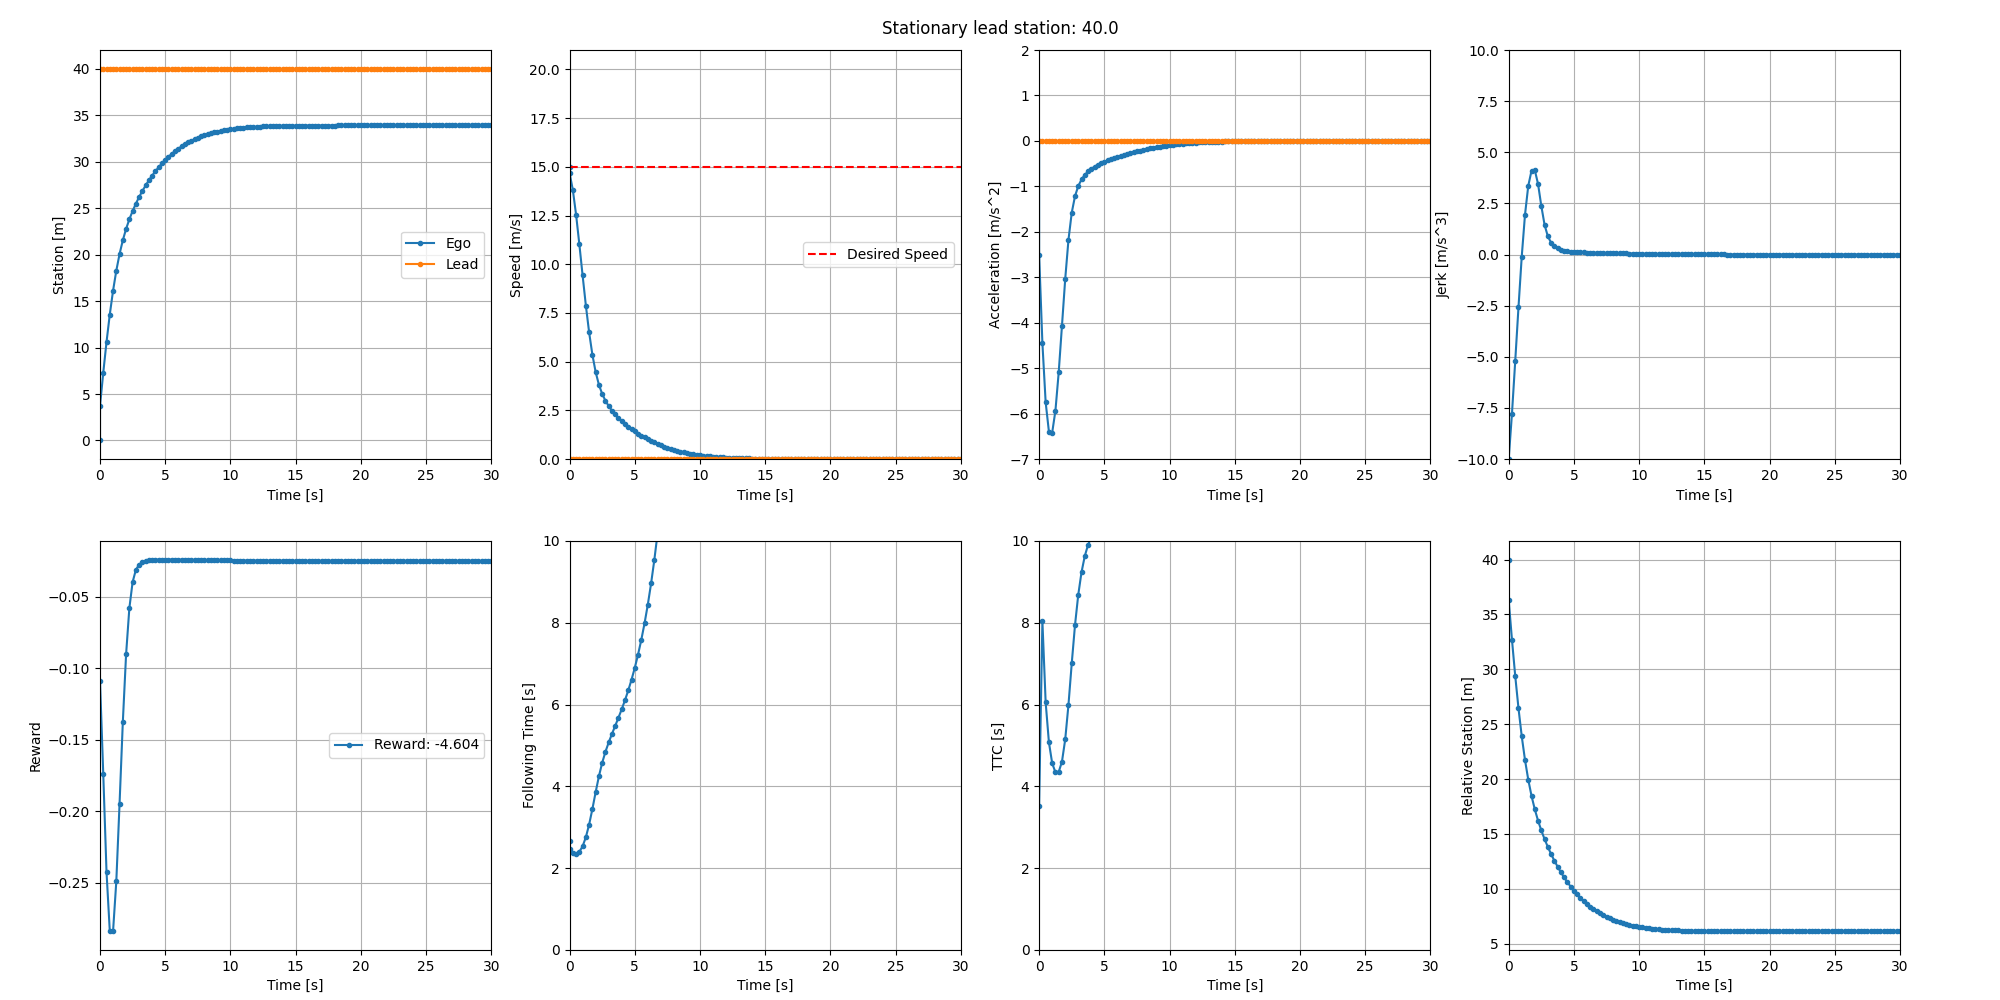 Stationary lead station: 40.0
Station [m]
40
35
30
25
20
15
10
5
0
Ego
Lead
0 5 10 15 20 25 30
Time [s]
Speed [m/s]
20.0
17.5
15.0
12.5
10.0
7.5
5.0
2.5
0.0
Desired Speed
0 5 10 15 20 25 30
Time [s]
Acceleration [m/s^2]
2
1
0
−1
−2
−3
−4
−5
−6
−7
0 5 10 15 20 25 30
Time [s]
Jerk [m/s^3]
10.0
7.5
5.0
2.5
0.0
−2.5
−5.0
−7.5
−10.0
0 5 10 15 20 25 30
Time [s]
Reward
−0.05
−0.10
−0.15
−0.20
−0.25
Reward: -4.604
0 5 10 15 20 25 30
Time [s]
Following Time [s]
10
8
6
4
2
0
0 5 10 15 20 25 30
Time [s]
TTC [s]
10
8
6
4
2
0
0 5 10 15 20 25 30
Time [s]
Relative Station [m]
40
35
30
25
20
15
10
5
0 5 10 15 20 25 30
Time [s]